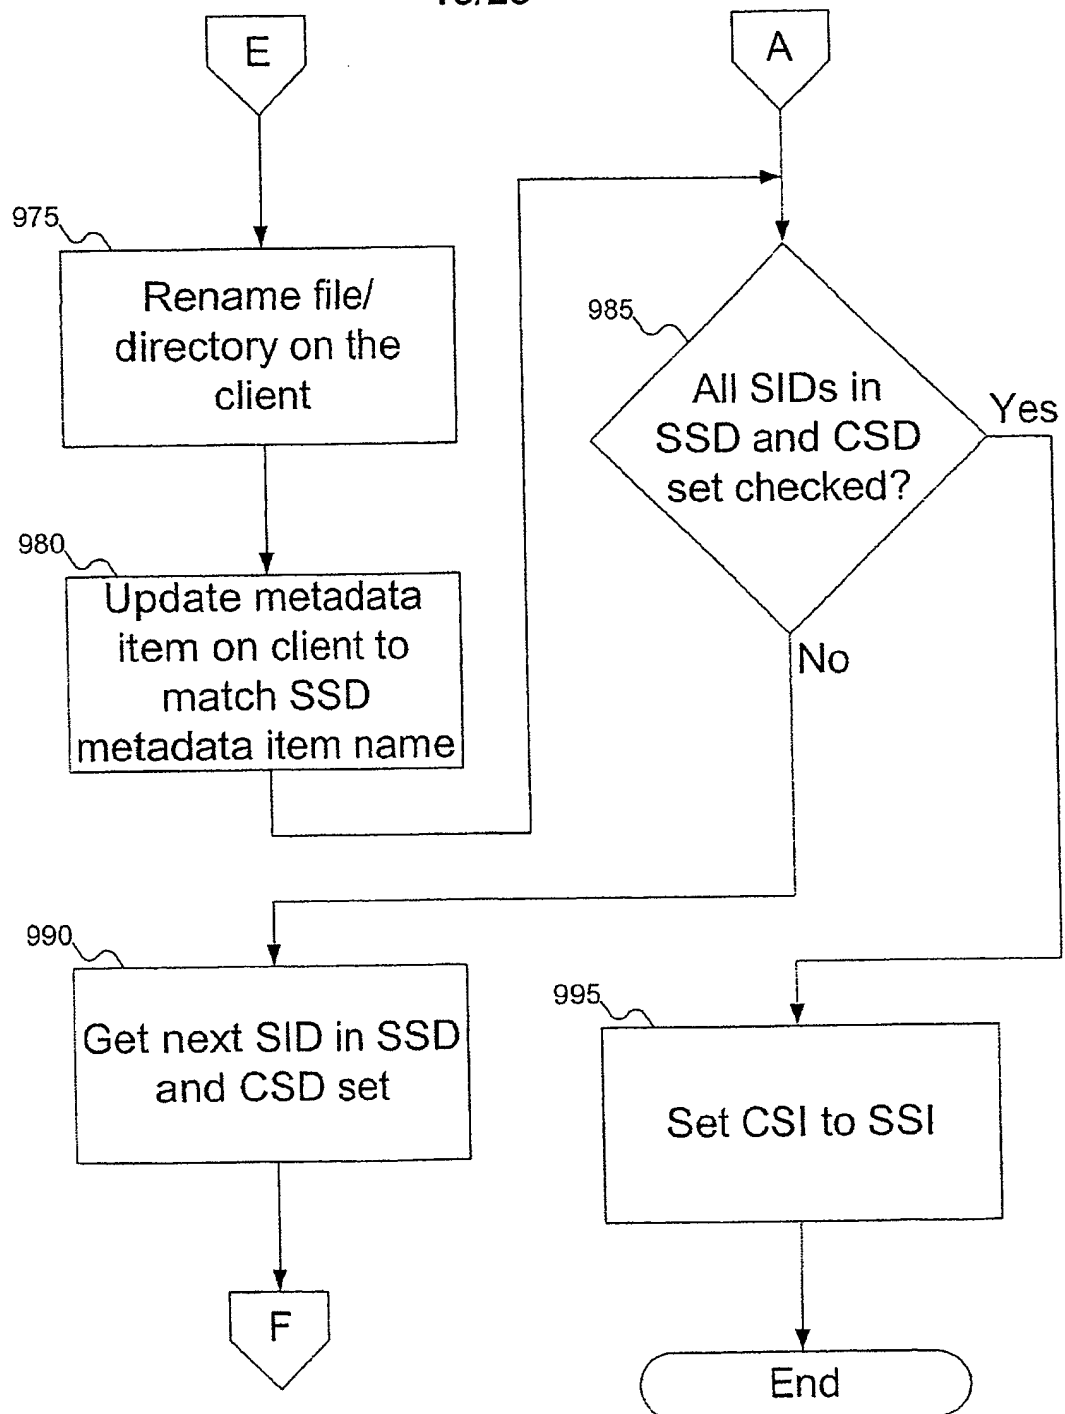 E
A
975
Rename file/
directory on the
client
985
All SIDs in
SSD and CSD
set checked?
Yes
No
980
Update metadata
item on client to
match SSD
metadata item name
990
Get next SID in SSD
and CSD set
995
Set CSI to SSI
F
End